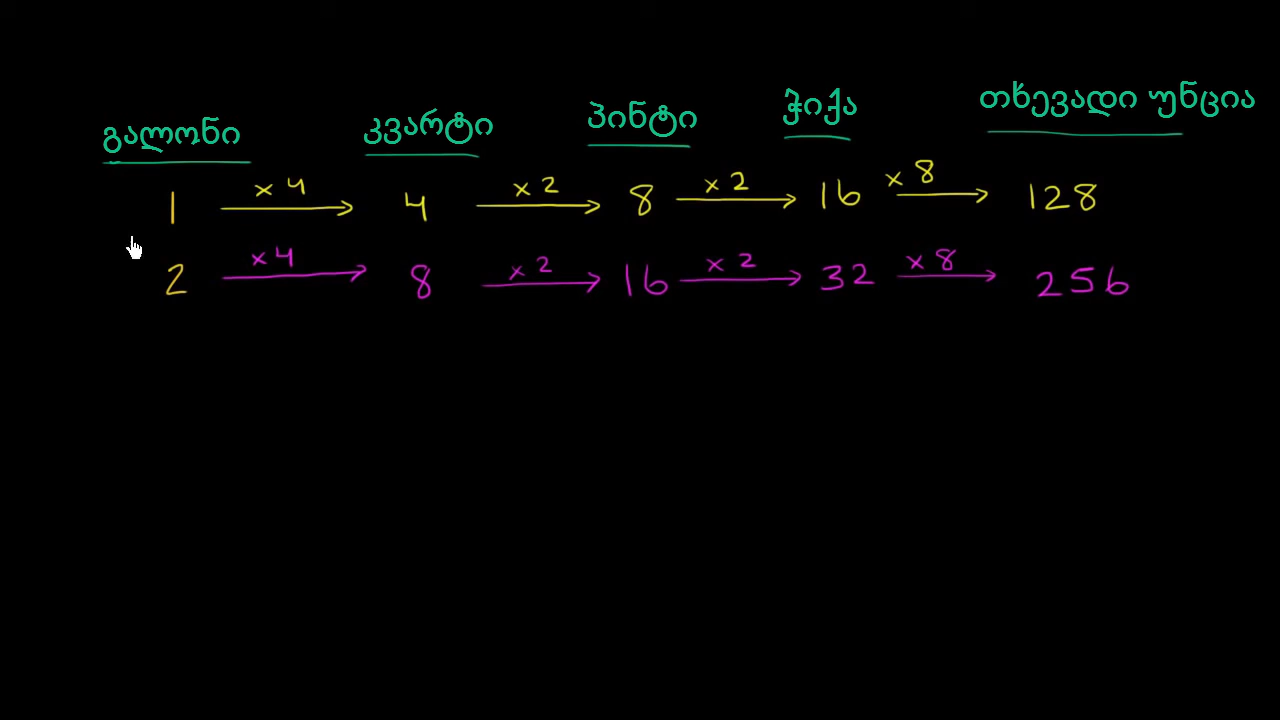 გალონი კვარტი პინტი ჭიქა თხევადი უნცია
1 x 4 4 x 2 8 x 2 16 x 8 128
2 x 4 8 x 2 16 x 2 32 x 8 256